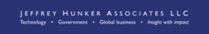 JEFFREY HUNKER ASSOCIATES LLC
Technology • Government • Global business • Insight with impact